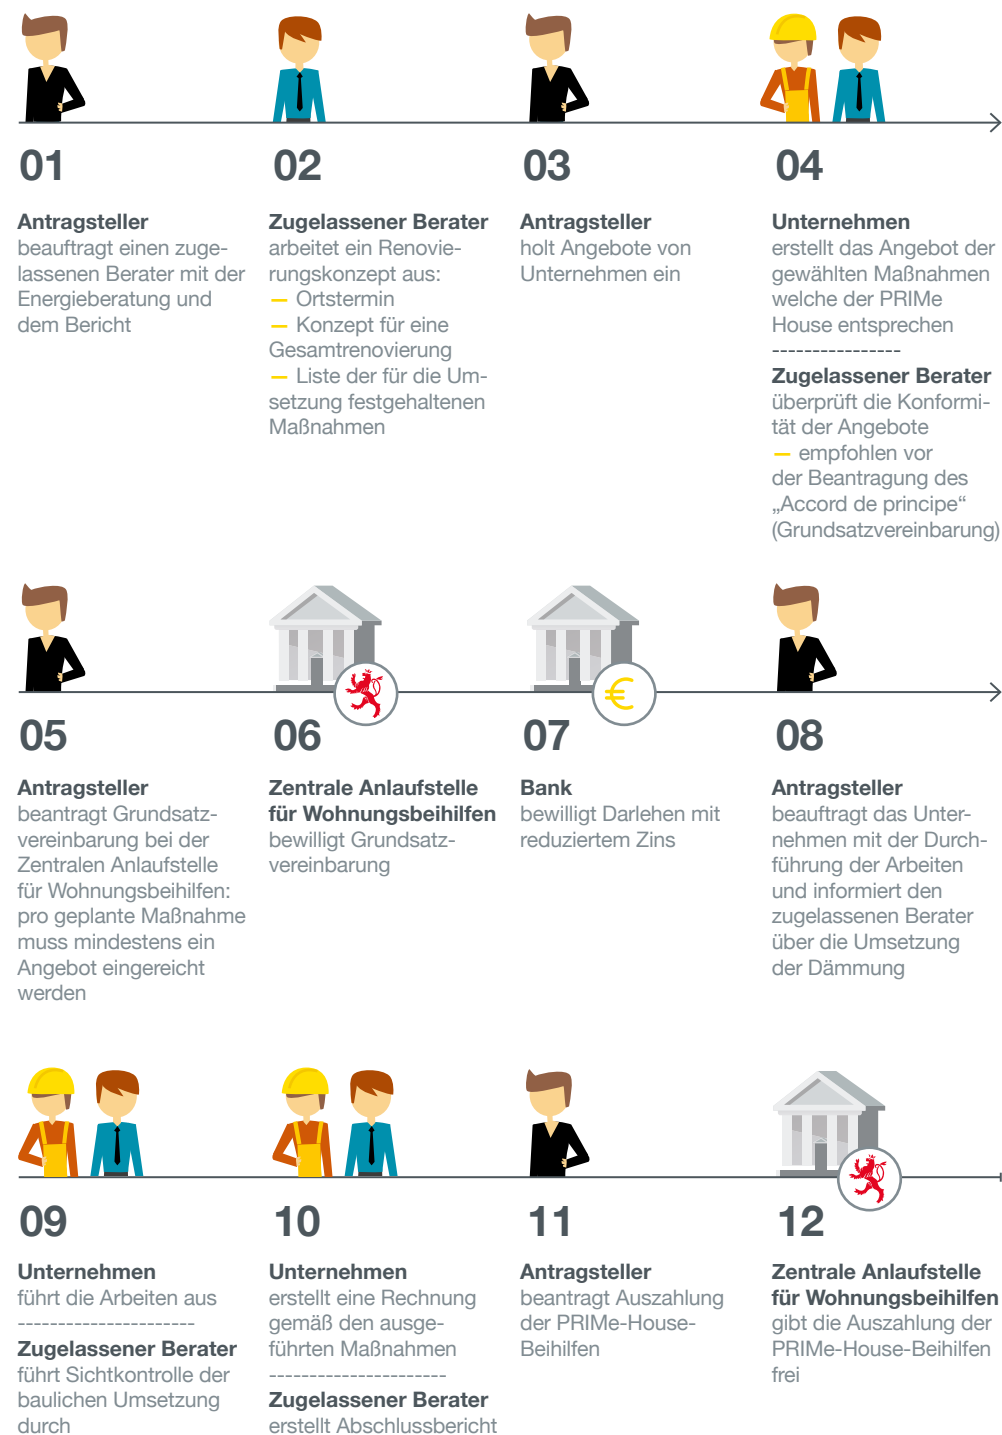 01
Antragsteller
beauftragt einen zuge-
lassenen Berater mit der
Energieberatung und
dem Bericht
02
Zugelassener Berater
arbeitet ein Renovie-
rungskonzept aus:
— Ortstermin
— Konzept für eine
Gesamtrenovierung
— Liste der für die Um-
setzung festgehaltenen
Maßnahmen
03
Antragsteller
holt Angebote von
Unternehmen ein
04
Unternehmen
erstellt das Angebot der
gewählten Maßnahmen
welche der PRIMe
House entsprechen
----------------
Zugelassener Berater
überprüft die Konformi-
tät der Angebote
— empfohlen vor
der Beantragung des
„Accord de principe“
(Grundsatzvereinbarung)
05
Antragsteller
beantragt Grundsatz-
vereinbarung bei der
Zentralen Anlaufstelle
für Wohnungsbeihilfen:
pro geplante Maßnahme
muss mindestens ein
Angebot eingereicht
werden
06
Zentrale Anlaufstelle
für Wohnungsbeihilfen
bewilligt Grundsatz-
vereinbarung
€
07
Bank
bewilligt Darlehen mit
reduziertem Zins
08
Antragsteller
beauftragt das Unter-
nehmen mit der Durch-
führung der Arbeiten
und informiert den
zugelassenen Berater
über die Umsetzung
der Dämmung
09
Unternehmen
führt die Arbeiten aus
----------------------
Zugelassener Berater
führt Sichtkontrolle der
baulichen Umsetzung
durch
10
Unternehmen
erstellt eine Rechnung
gemäß den ausge-
führten Maßnahmen
----------------------
Zugelassener Berater
erstellt Abschlussbericht
11
Antragsteller
beantragt Auszahlung
der PRIMe-House-
Beihilfen
12
Zentrale Anlaufstelle
für Wohnungsbeihilfen
gibt die Auszahlung der
PRIMe-House-Beihilfen
frei